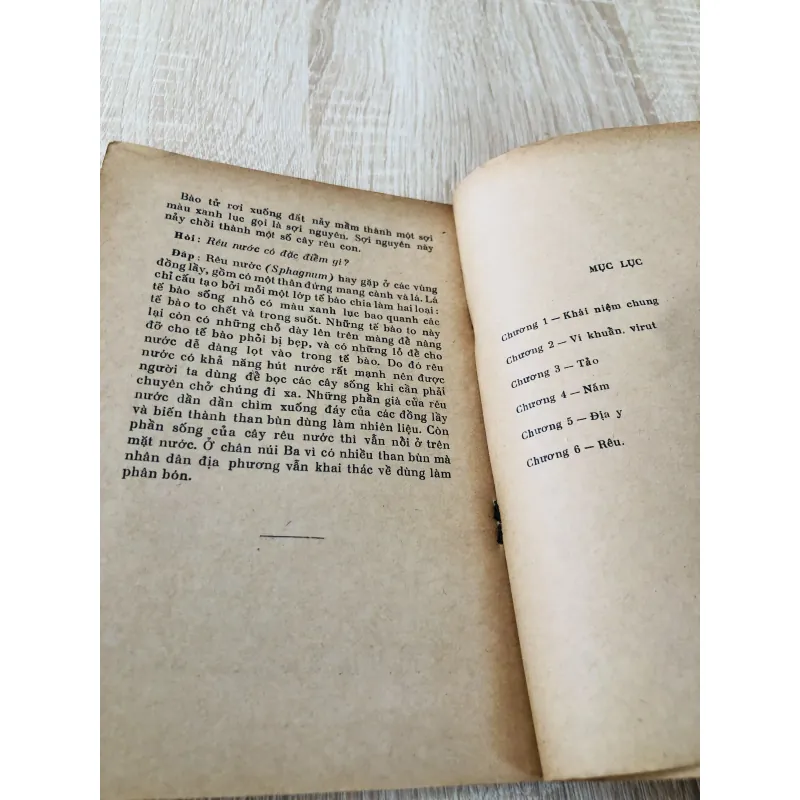 Bào tử rơi xuống đất nảy mầm thành một sợi
màu xanh lục gọi là sợi nguyên. Sợi nguyên này
nảy chồi thành một số cây rêu con.
Hỏi: Rêu nước có đặc điểm gì?
Đáp: Rêu nước (Sphagnum) hay gặp ở các vùng
đồng lầy, gồm có một thân đứng mang cành và lá. Lá
chỉ cấu tạo bởi mỗi một lớp tế bào chia làm hai loại:
tế bào sống nhỏ có màu xanh lục bao quanh các
tế bào to chết và trong suốt. Những tế bào to này
lại còn có những chỗ dày lên trên màng để nâng
đỡ cho tế bào phỏi bị bẹp, và có những lỗ để cho
nước dễ dàng lọt vào trong tế bào. Do đó rêu
nước có khả năng hút nước rất mạnh nên được
người ta dùng để bọc các cây sống khi cần phải
chuyên chở chúng đi xa. Những phần già của rêu
nước dần dần chìm xuống đáy của các đồng lầy
và biến thành than bùn dùng làm nhiên liệu. Còn
phần sống của cây rêu nước thì vẫn nồi ở trên
mặt nước. Ở chân núi Ba vì có nhiều than bùn mà
nhân dân địa phương vẫn khai thác về dùng làm
phân bón.
MỤC LỤC
Chương 1 — Khái niệm chung
Chương 2 — Vi khuẩn, virut
Chương 3 — Tảo
Chương 4 — Nấm
Chương 5 — Địa y
Chương 6 — Rêu.